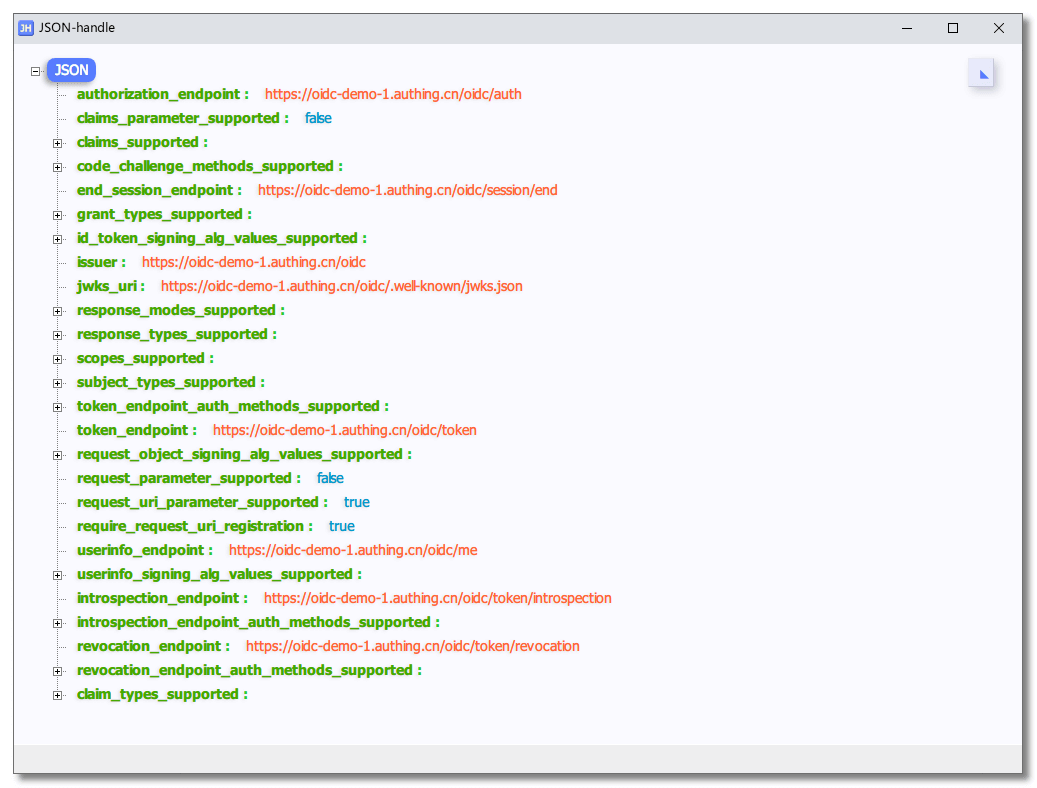 JH JSON-handle
JSON
authorization_endpoint : https://oidc-demo-1.authing.cn/oidc/auth
claims_parameter_supported : false
claims_supported :
code_challenge_methods_supported :
end_session_endpoint : https://oidc-demo-1.authing.cn/oidc/session/end
grant_types_supported :
id_token_signing_alg_values_supported :
issuer : https://oidc-demo-1.authing.cn/oidc
jwks_uri : https://oidc-demo-1.authing.cn/oidc/.well-known/jwks.json
response_modes_supported :
response_types_supported :
scopes_supported :
subject_types_supported :
token_endpoint_auth_methods_supported :
token_endpoint : https://oidc-demo-1.authing.cn/oidc/token
request_object_signing_alg_values_supported :
request_parameter_supported : false
request_uri_parameter_supported : true
require_request_uri_registration : true
userinfo_endpoint : https://oidc-demo-1.authing.cn/oidc/me
userinfo_signing_alg_values_supported :
introspection_endpoint : https://oidc-demo-1.authing.cn/oidc/token/introspection
introspection_endpoint_auth_methods_supported :
revocation_endpoint : https://oidc-demo-1.authing.cn/oidc/token/revocation
revocation_endpoint_auth_methods_supported :
claim_types_supported :